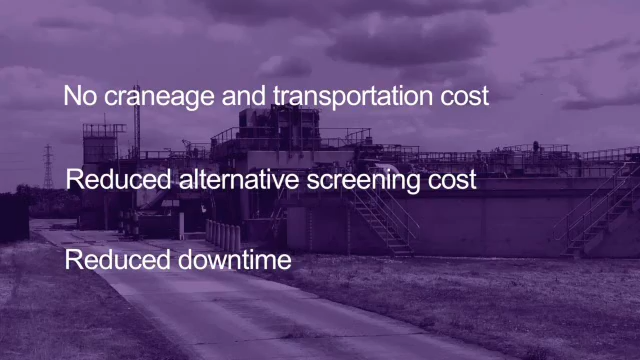 No craneage and transportation cost
Reduced alternative screening cost
Reduced downtime